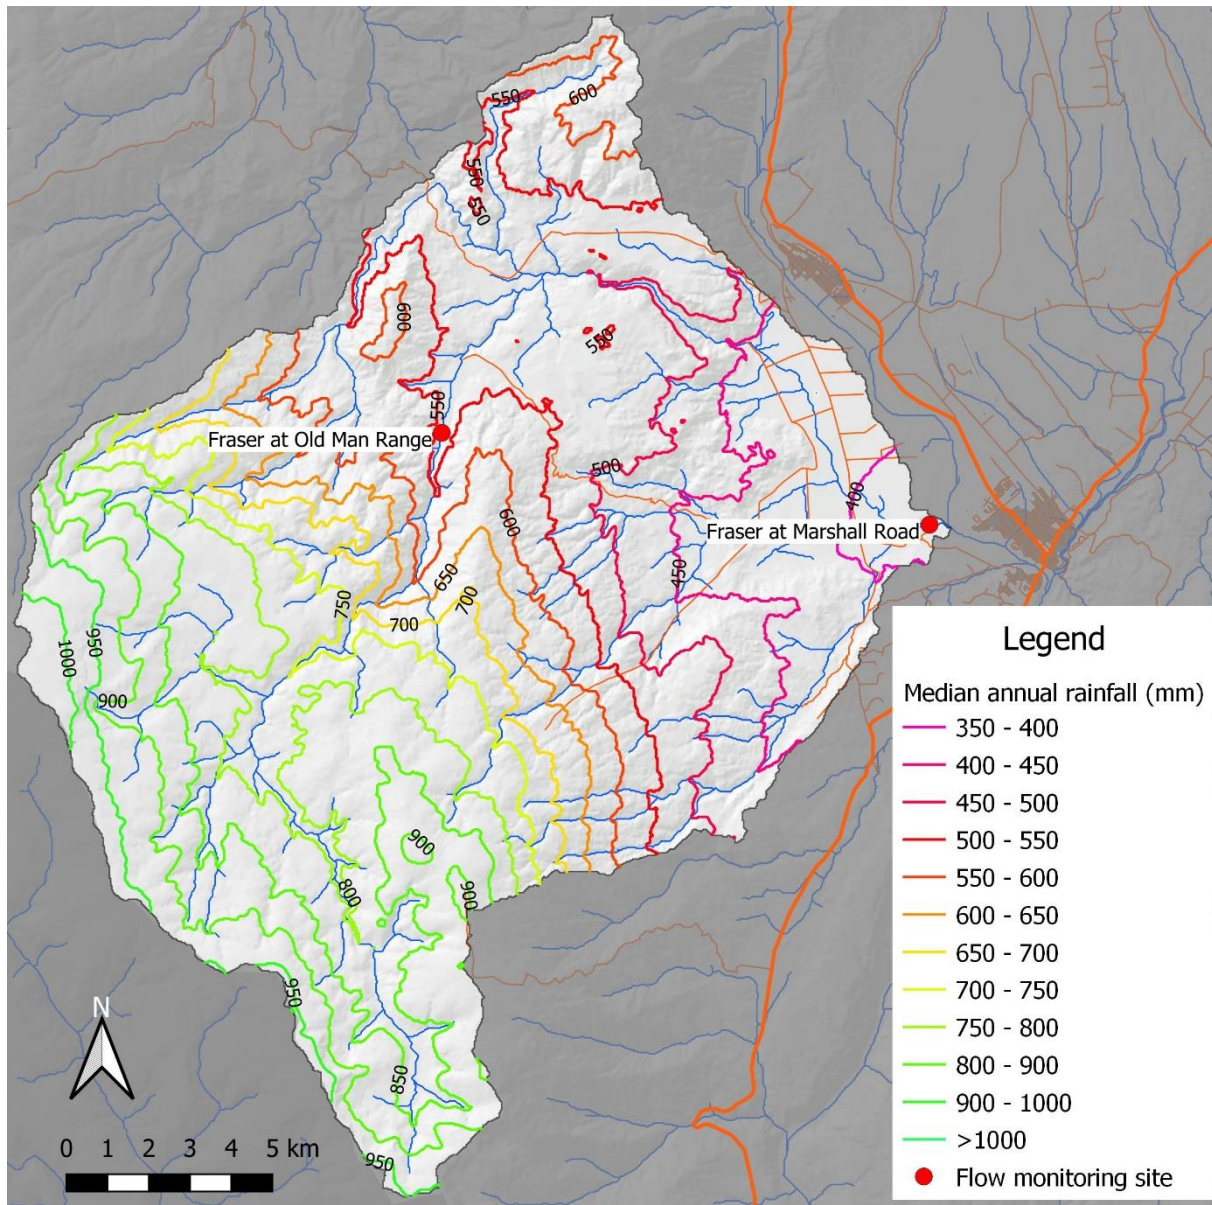 550
600
550
550
600
550
550
Fraser at Old Man Range
500
400
600
Fraser at Marshall Road
650
450
750
700
700
950
1000
900
900
800
900
950
850
950
N
0 1 2 3 4 5 km
Legend
Median annual rainfall (mm)
350 - 400
400 - 450
450 - 500
500 - 550
550 - 600
600 - 650
650 - 700
700 - 750
750 - 800
800 - 900
900 - 1000
>1000
Flow monitoring site